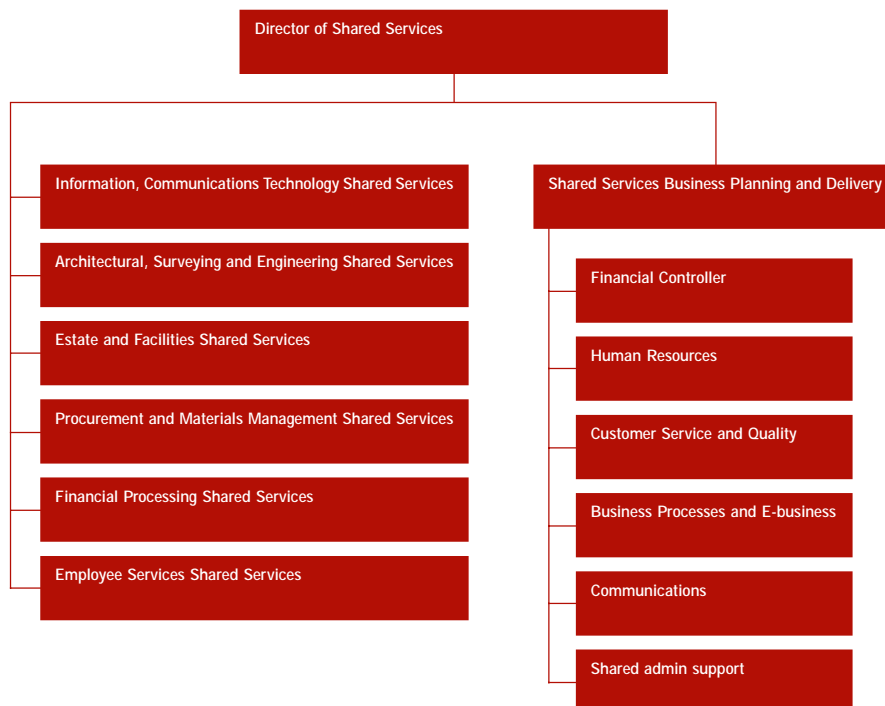 Director of Shared Services
Information, Communications Technology Shared Services
Architectural, Surveying and Engineering Shared Services
Estate and Facilities Shared Services
Procurement and Materials Management Shared Services
Financial Processing Shared Services
Employee Services Shared Services
Shared Services Business Planning and Delivery
Financial Controller
Human Resources
Customer Service and Quality
Business Processes and E-business
Communications
Shared admin support